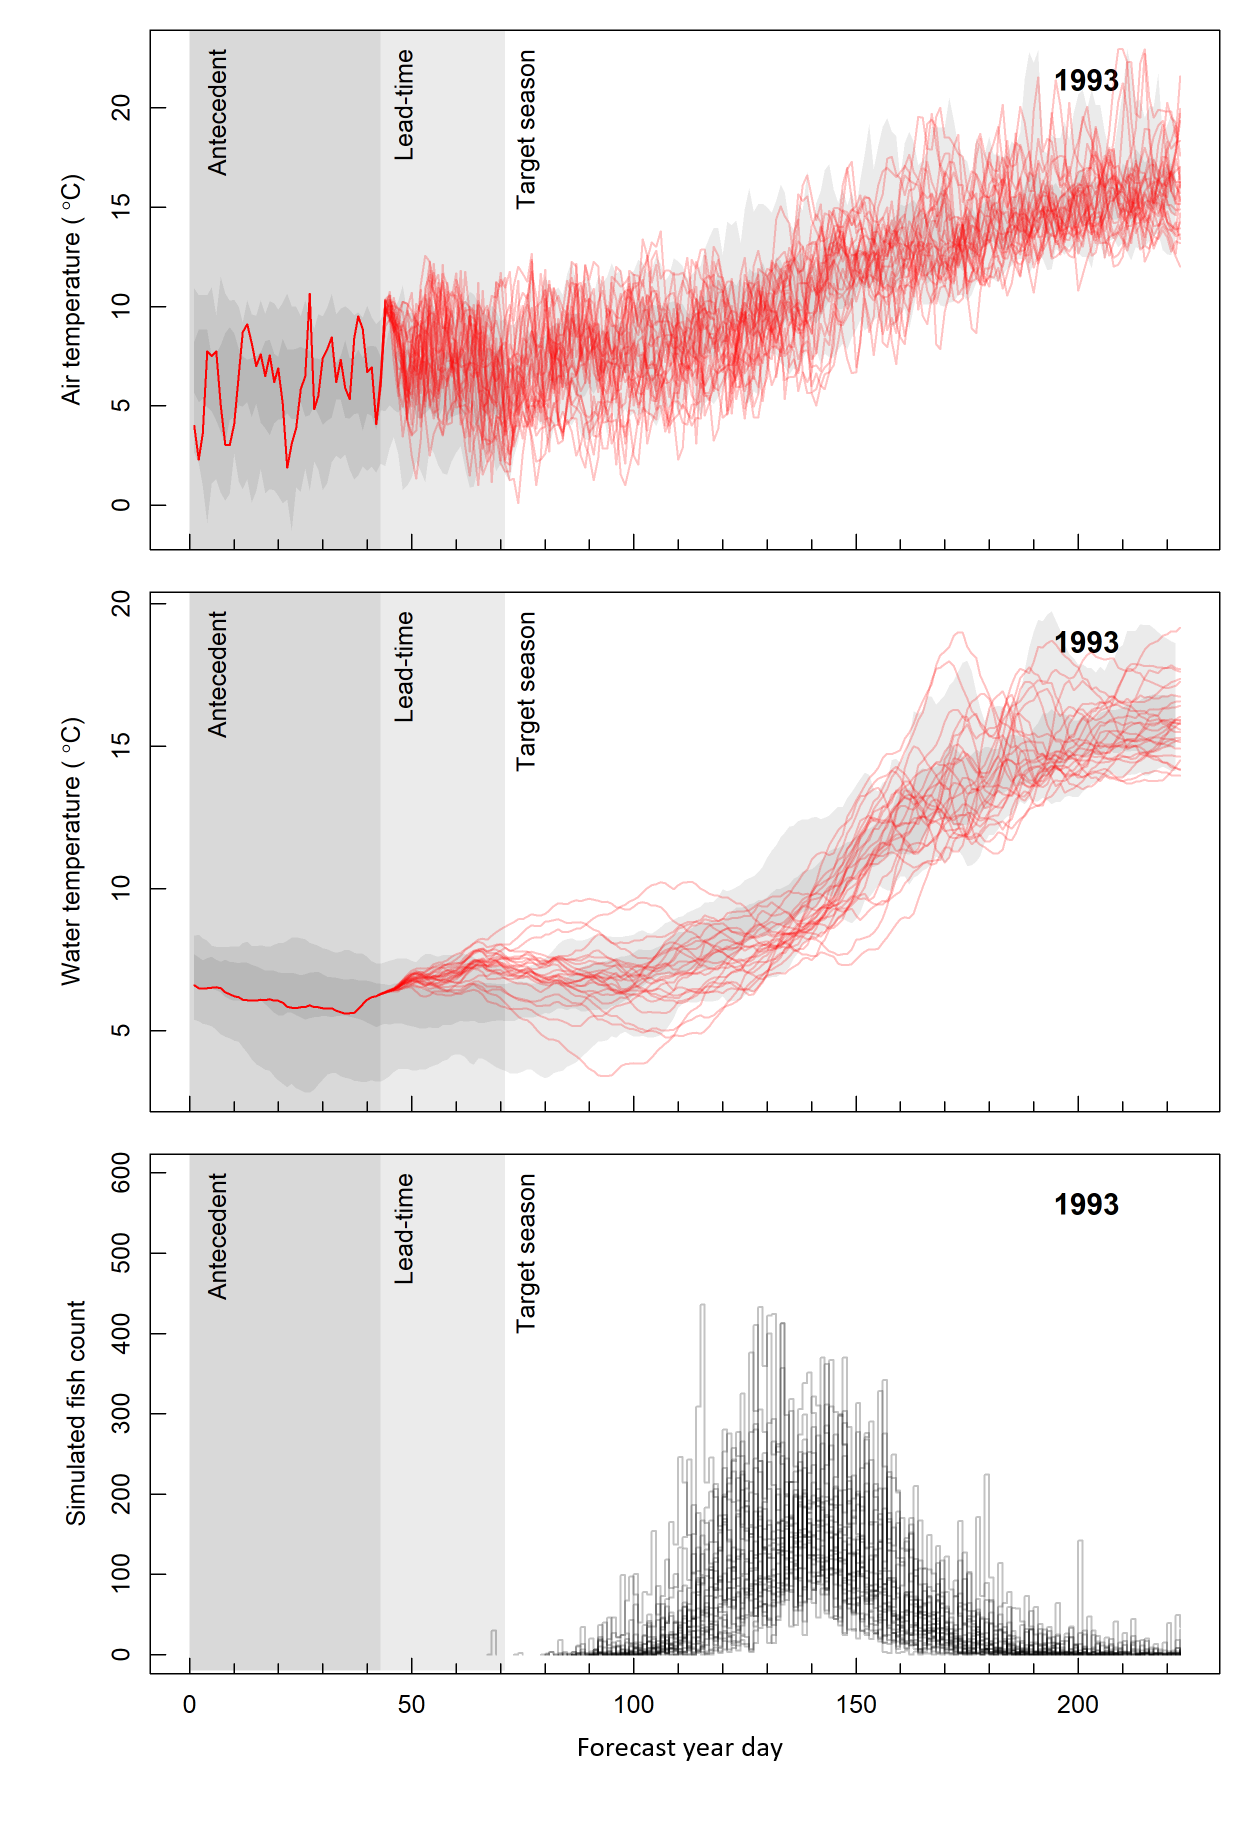 Antecedent
Lead-time
Target season
1993
Air temperature ( °C)
20
15
10
5
0
Antecedent
Lead-time
Target season
1993
Water temperature ( °C)
20
15
10
5
Antecedent
Lead-time
Target season
1993
Simulated fish count
600
500
400
300
200
100
0
0 50 100 150 200
Forecast year day